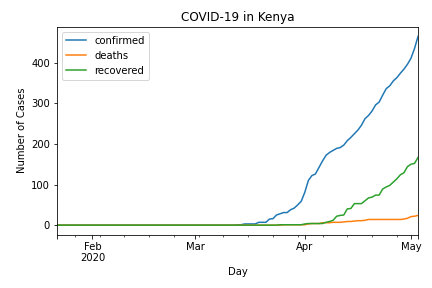 COVID-19 in Kenya
confirmed
deaths
recovered
Number of Cases
400
300
200
100
0
Feb
2020
Mar
Apr
May
Day